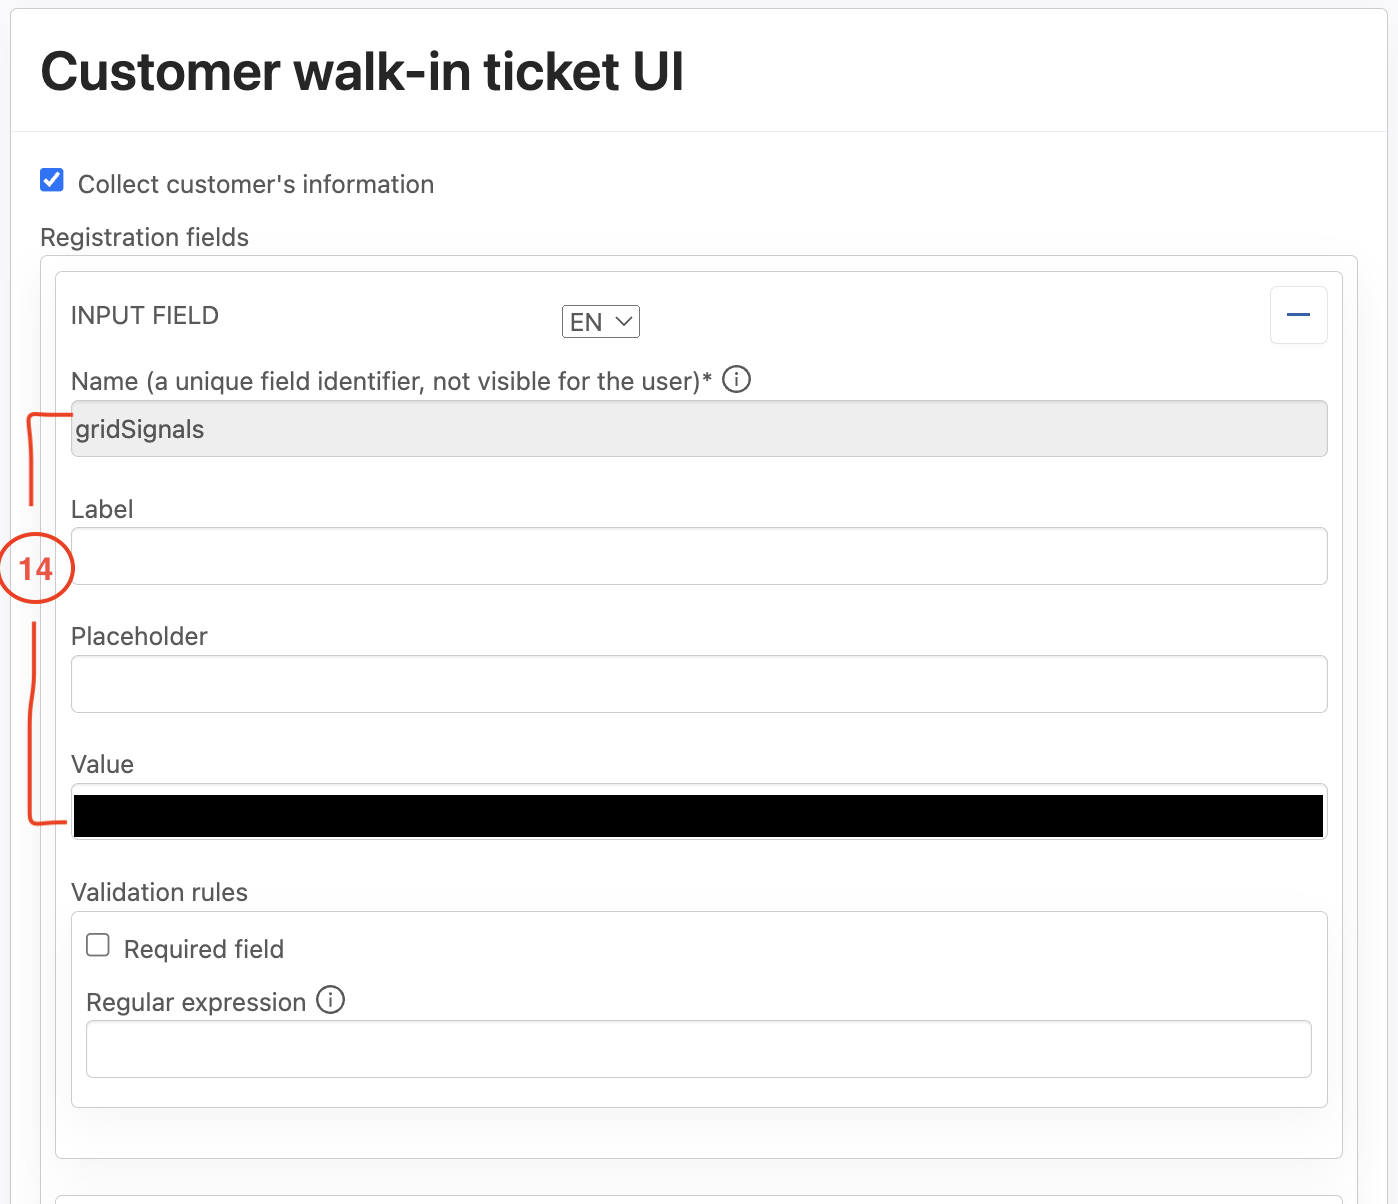 Customer walk-in ticket UI
Collect customer's information
Registration fields
INPUT FIELD
EN
Name (a unique field identifier, not visible for the user)*
gridSignals
Label
14
Placeholder
Value
Validation rules
Required field
Regular expression